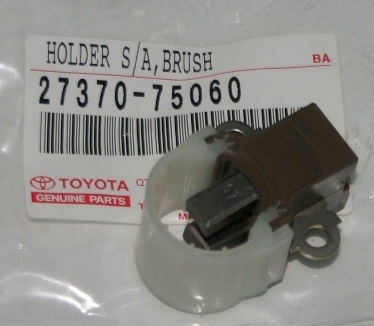 HOLDER S/A,BRUSH BA
27370-75060
TOYOTA
GENUINE PARTS